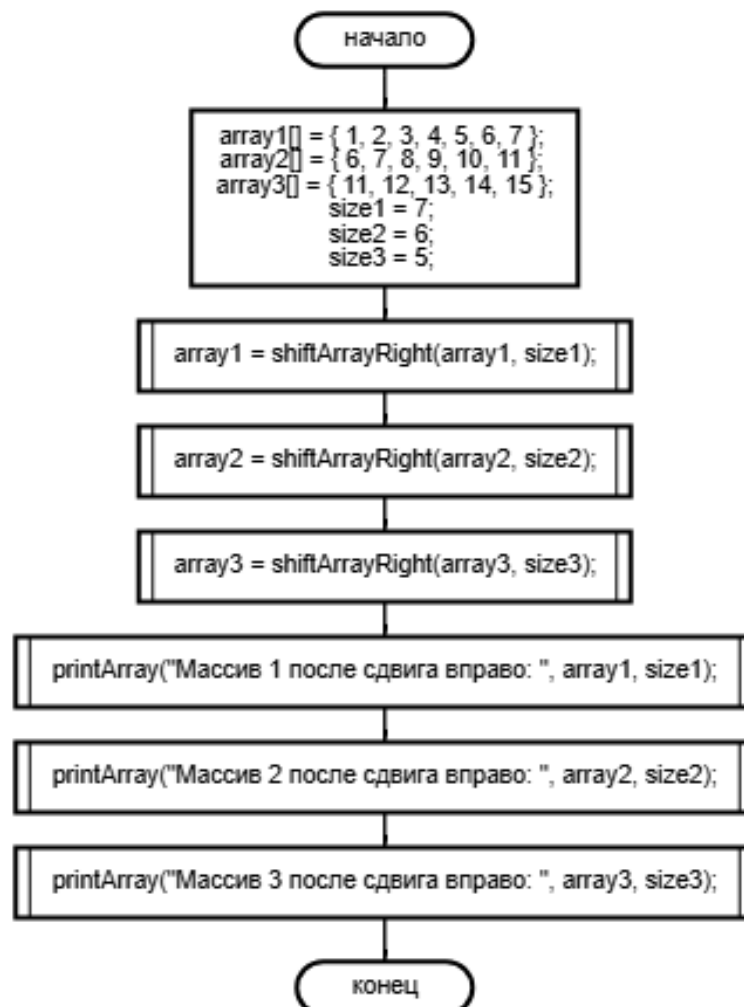 начало
array1[] = { 1, 2, 3, 4, 5, 6, 7 };
array2[] = { 6, 7, 8, 9, 10, 11 };
array3[] = { 11, 12, 13, 14, 15 };
size1 = 7;
size2 = 6;
size3 = 5;
array1 = shiftArrayRight(array1, size1);
array2 = shiftArrayRight(array2, size2);
array3 = shiftArrayRight(array3, size3);
printArray("Массив 1 после сдвига вправо: ", array1, size1);
printArray("Массив 2 после сдвига вправо: ", array2, size2);
printArray("Массив 3 после сдвига вправо: ", array3, size3);
конец